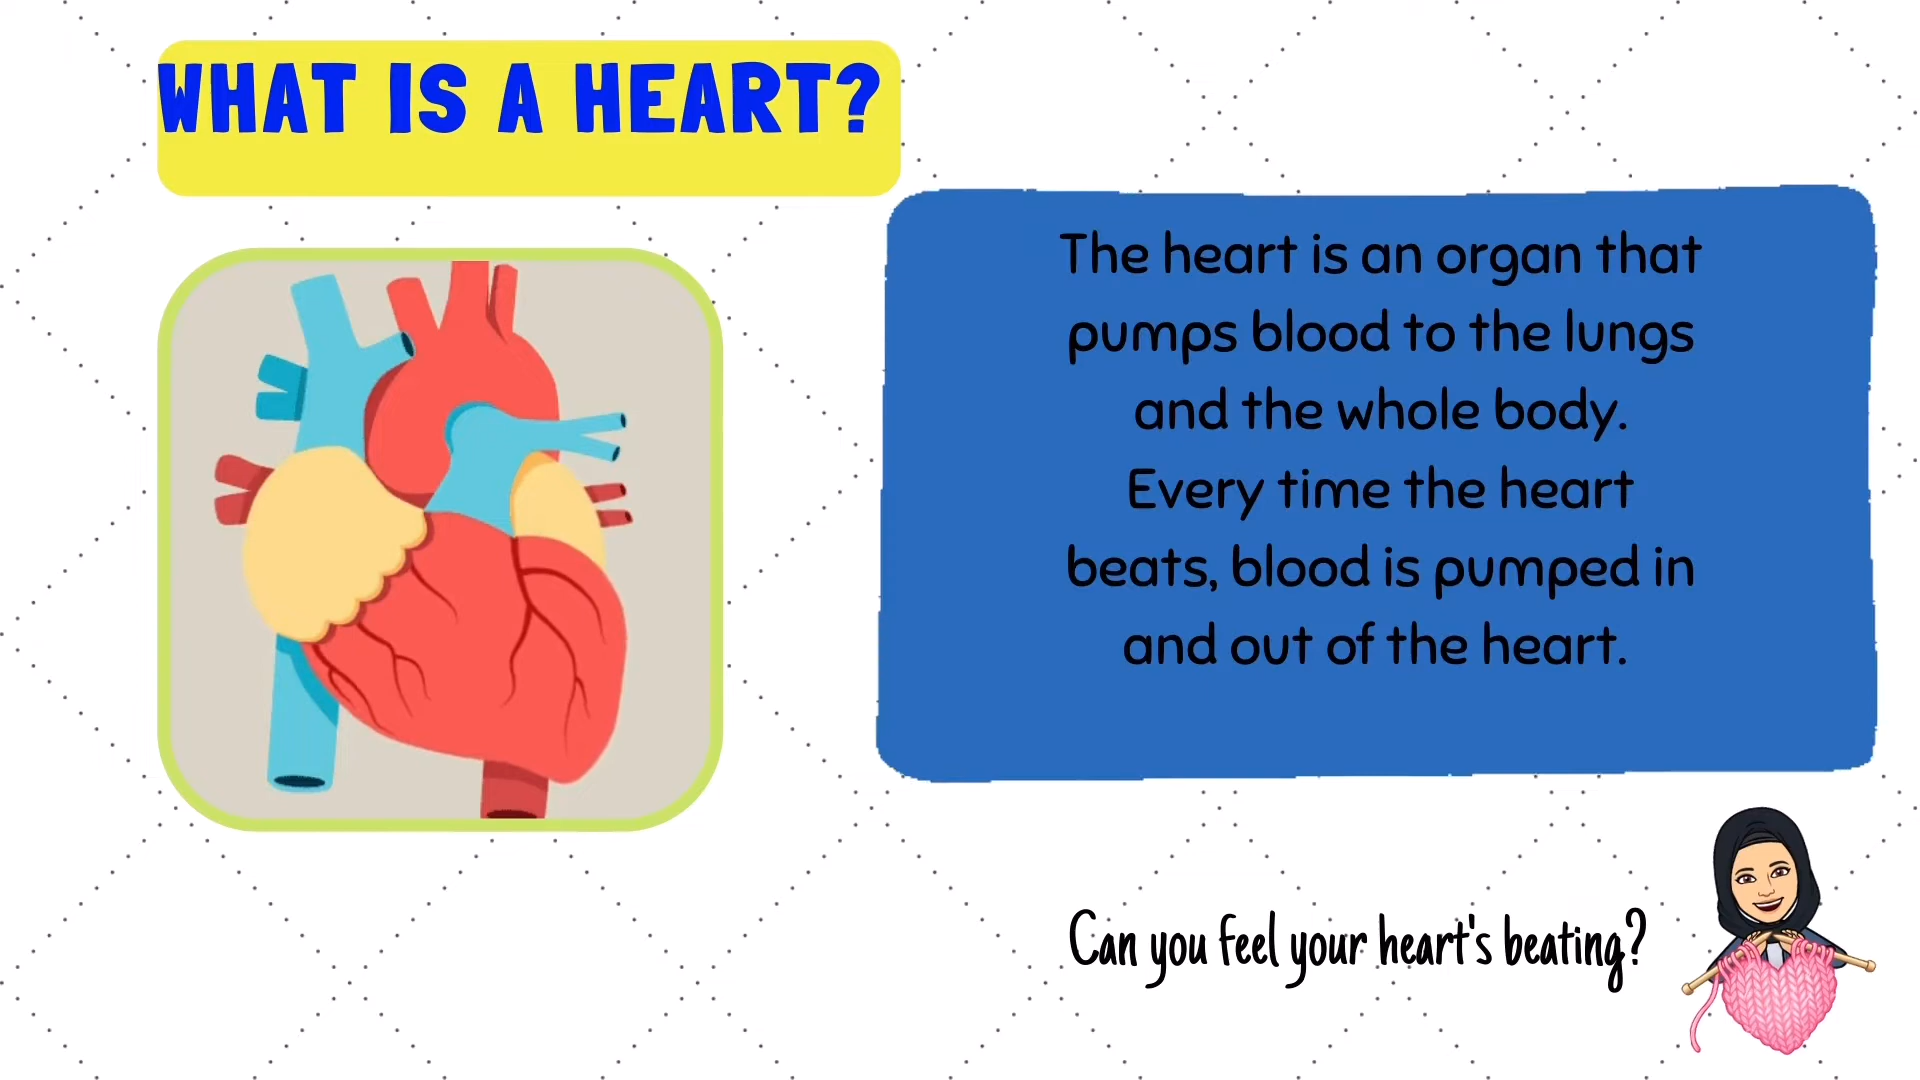 WHAT IS A HEART?
The heart is an organ that
pumps blood to the lungs
and the whole body.
Every time the heart
beats, blood is pumped in
and out of the heart.
Can you feel your heart's beating?